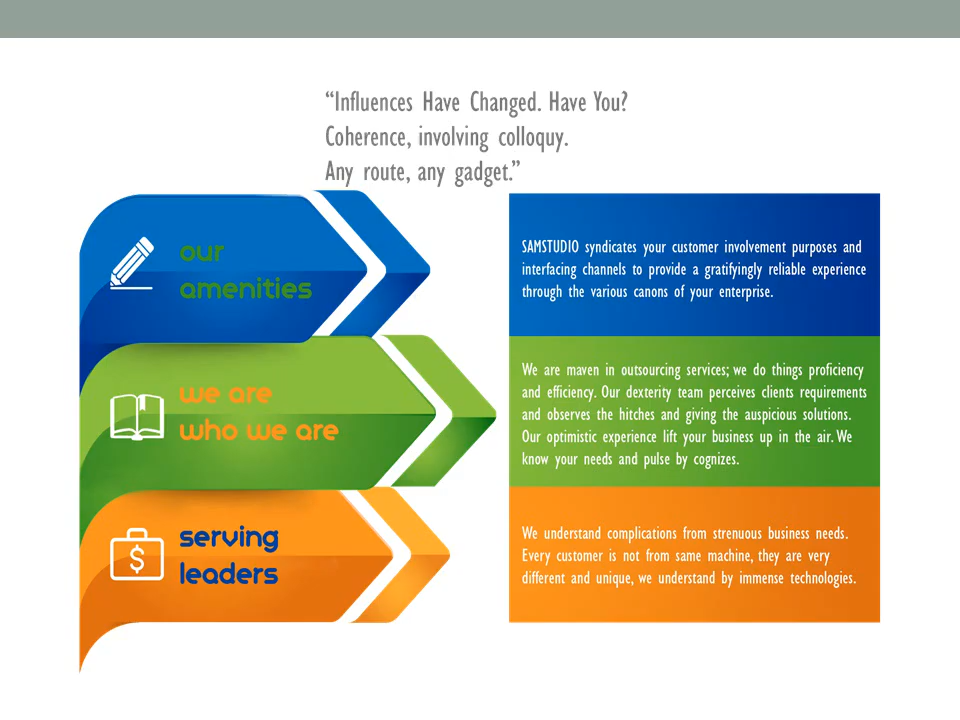 “Influences Have Changed. Have You?
Coherence, involving colloquy.
Any route, any gadget.”
our
amenities
SAMSTUDIO syndicates your customer involvement purposes and
interfacing channels to provide a gratifyingly reliable experience
through the various canons of your enterprise.
we are
who we are
We are maven in outsourcing services; we do things proficiency
and efficiency. Our dexterity team perceives clients requirements
and observes the hitches and giving the auspicious solutions.
Our optimistic experience lift your business up in the air. We
know your needs and pulse by cognizes.
serving
leaders
We understand complications from strenuous business needs.
Every customer is not from same machine, they are very
different and unique, we understand by immense technologies.